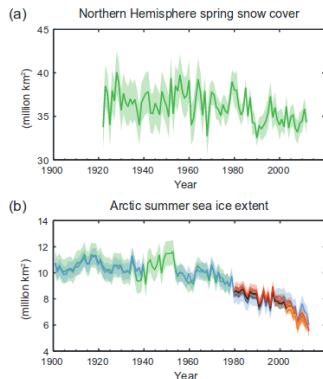 (a) Northern Hemisphere spring snow cover
(million km²)
45
40
35
30
1900 1920 1940 1960 1980 2000
Year
(b) Arctic summer sea ice extent
(million km²)
14
12
10
8
6
4
1900 1920 1940 1960 1980 2000
Year